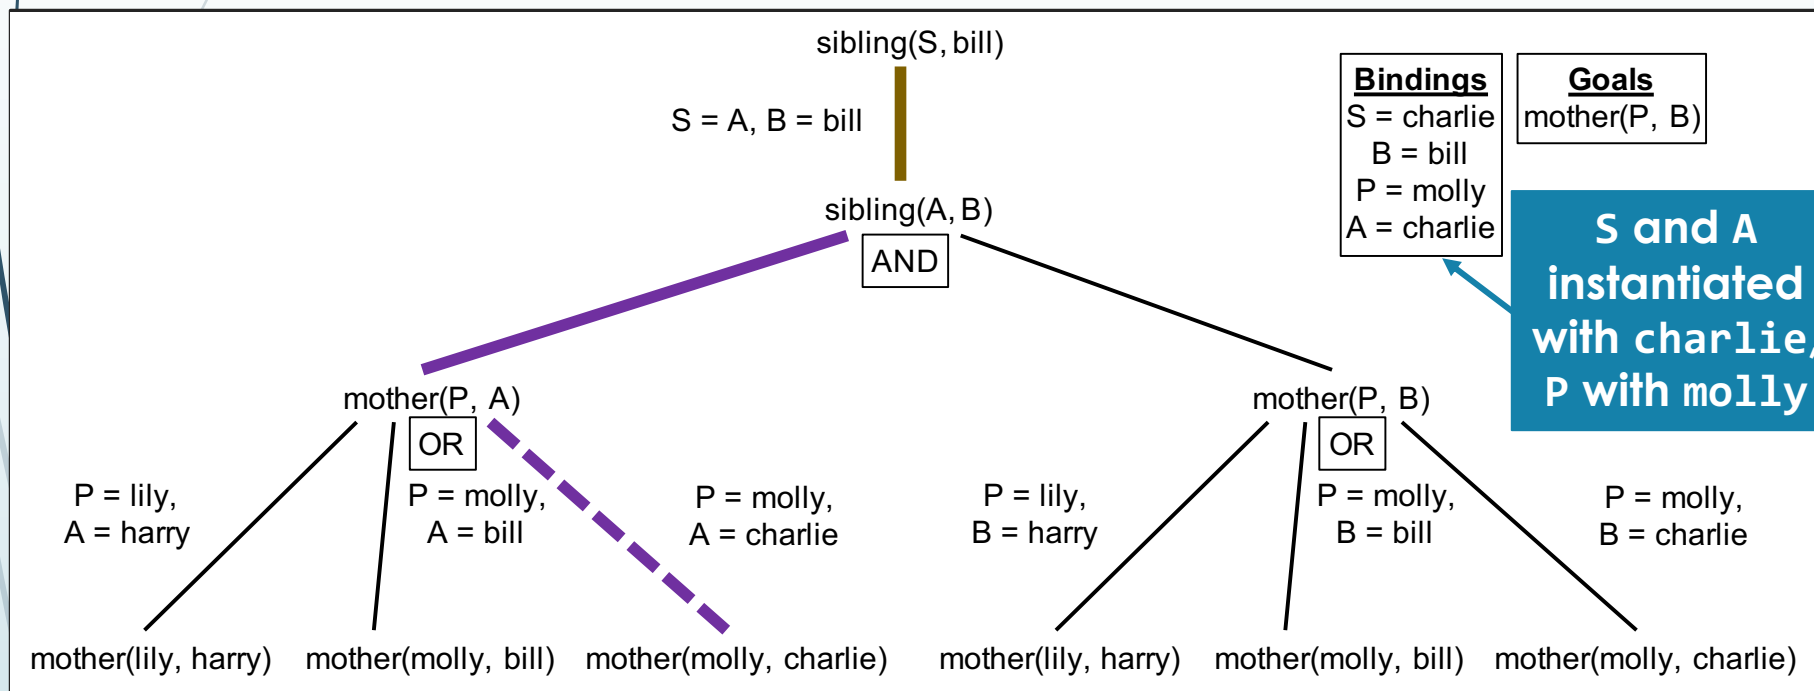 sibling(S, bill)
S = A, B = bill
sibling(A, B)
AND
Bindings
S = charlie
B = bill
P = molly
A = charlie
Goals
mother(P, B)
S and A
instantiated
with charlie,
P with molly
mother(P, A)
OR
P = lily,
A = harry
P = molly,
A = bill
P = molly,
A = charlie
mother(P, B)
OR
P = lily,
B = harry
P = molly,
B = bill
P = molly,
B = charlie
mother(lily, harry)
mother(molly, bill)
mother(molly, charlie)
mother(lily, harry)
mother(molly, bill)
mother(molly, charlie)